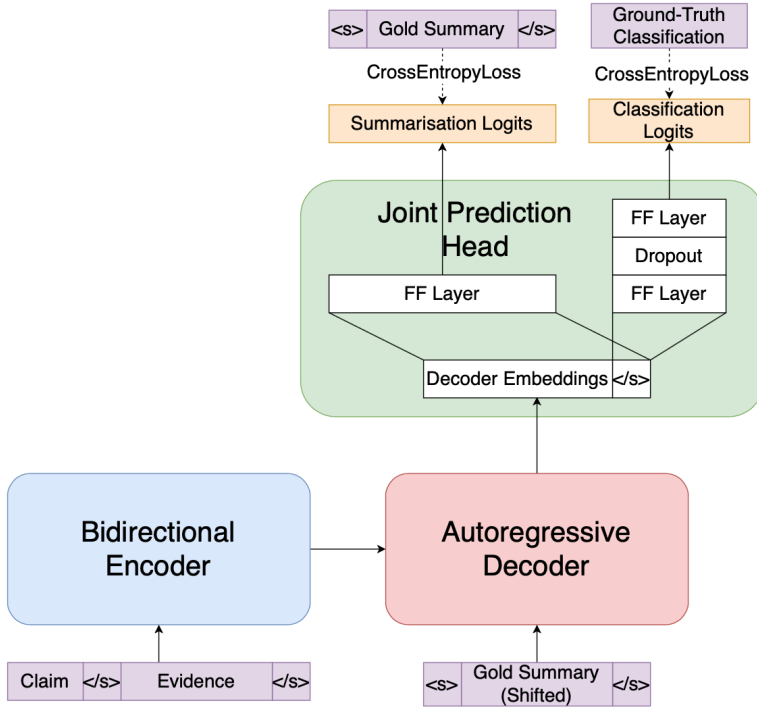 <s> Gold Summary </s>
Ground-Truth
Classification
CrossEntropyLoss
CrossEntropyLoss
Summarisation Logits
Classification
Logits
Joint Prediction
Head
FF Layer
Dropout
FF Layer
FF Layer
Decoder Embeddings </s>
Bidirectional
Encoder
Autoregressive
Decoder
Claim </s> Evidence </s>
<s> Gold Summary
(Shifted) </s>